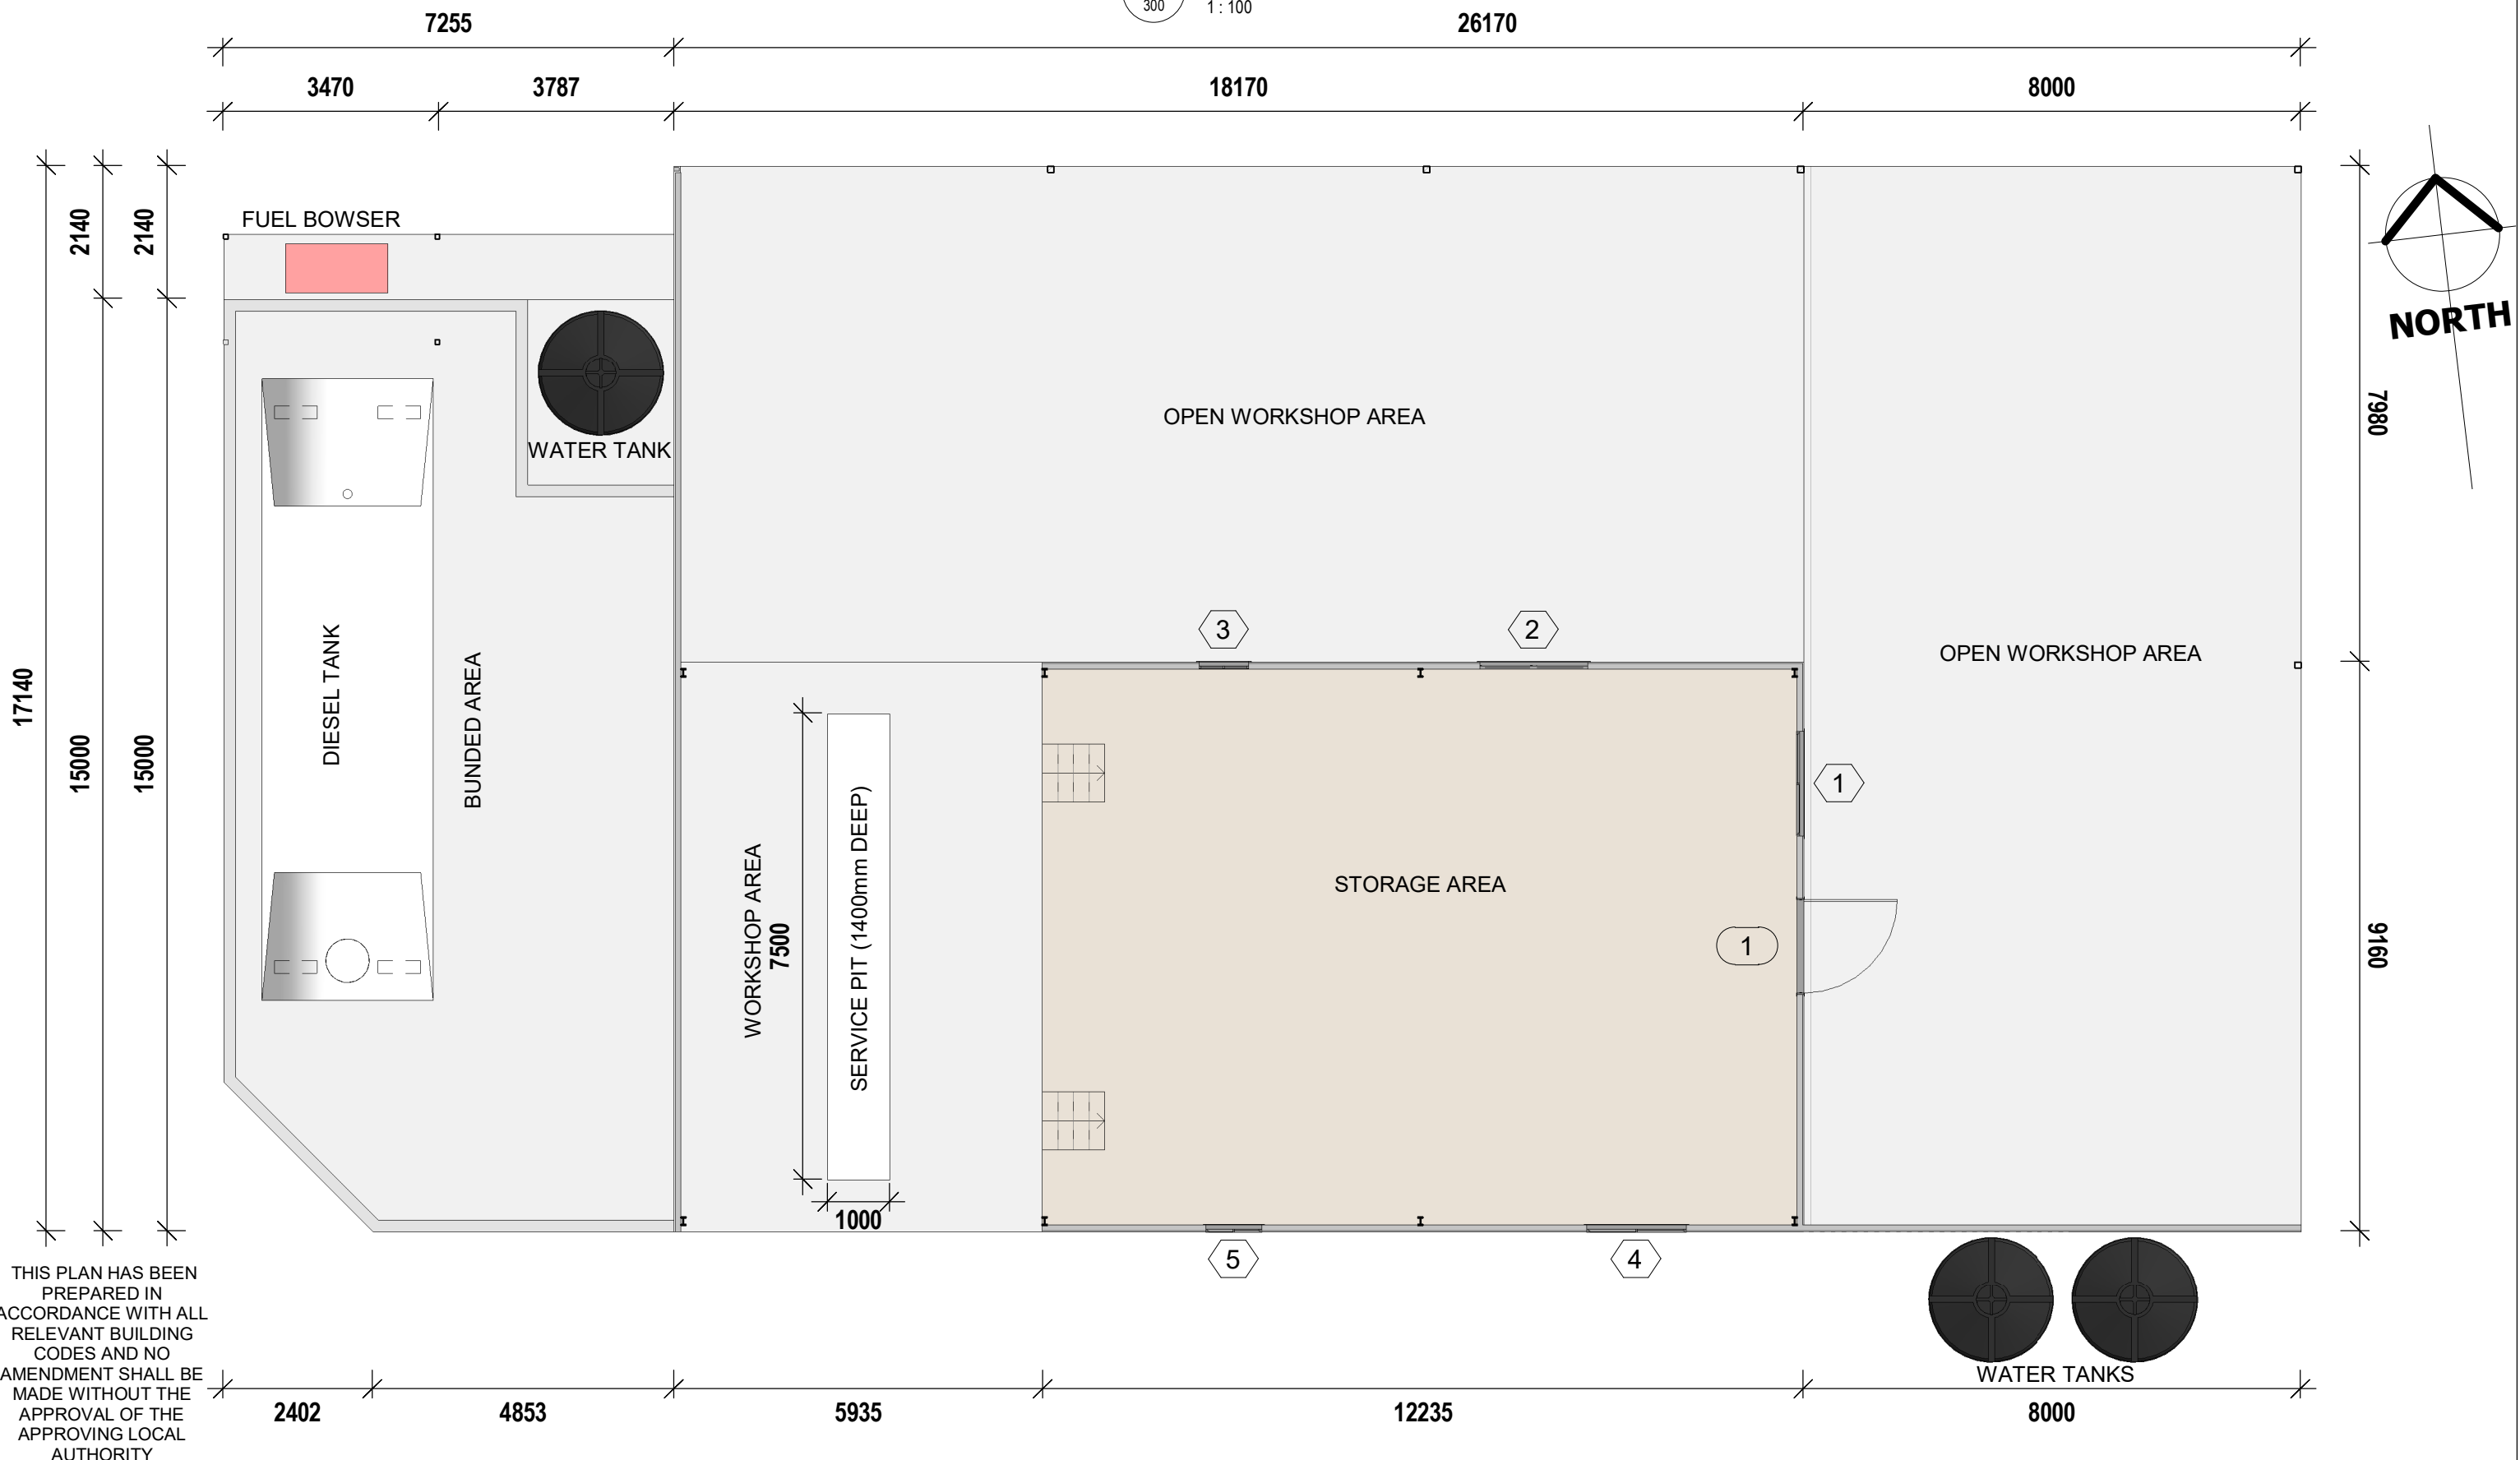 300
1 : 100
7255
26170
3470
3787
18170
8000
2140
2140
FUEL BOWSER
NORTH
OPEN WORKSHOP AREA
7980
WATER TANK
3
2
OPEN WORKSHOP AREA
DIESEL TANK
BUNDED AREA
17140
15000
15000
1
WORKSHOP AREA
7500
SERVICE PIT (1400mm DEEP)
STORAGE AREA
1
9160
1000
5
4
THIS PLAN HAS BEEN
PREPARED IN
ACCORDANCE WITH ALL
RELEVANT BUILDING
CODES AND NO
AMENDMENT SHALL BE
MADE WITHOUT THE
APPROVAL OF THE
APPROVING LOCAL
AUTHORITY
WATER TANKS
2402
4853
5935
12235
8000